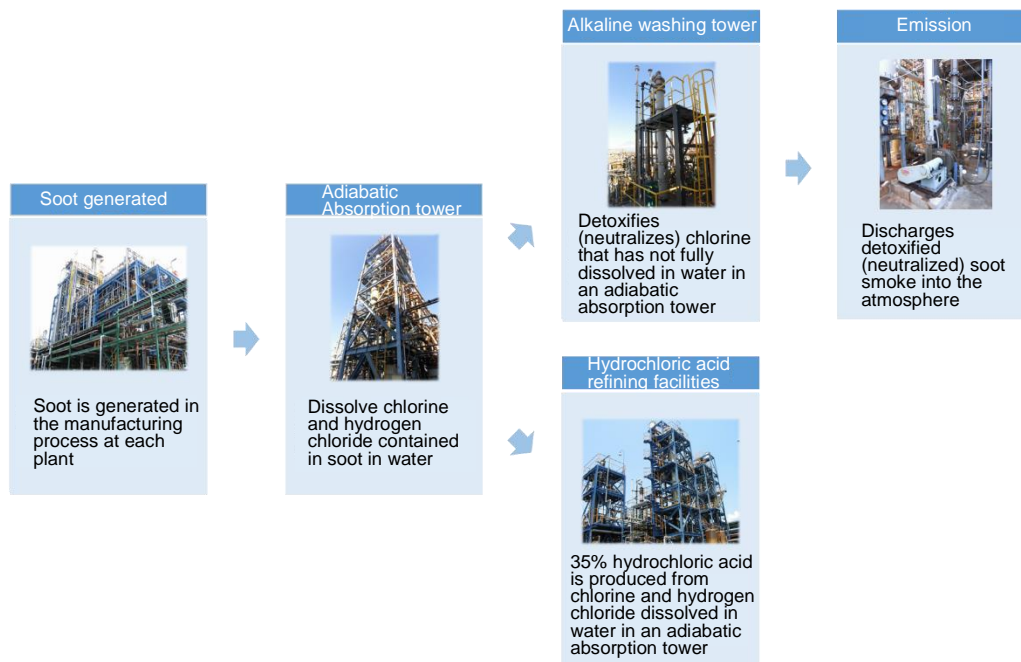 Soot generated
Soot is generated in
the manufacturing
process at each
plant
Adiabatic
Absorption tower
Dissolve chlorine
and hydrogen
chloride contained
in soot in water
Alkaline washing tower
Detoxifies
(neutralizes) chlorine
that has not fully
dissolved in water in
an adiabatic
absorption tower
Emission
Discharges
detoxified
(neutralized) soot
smoke into the
atmosphere
Hydrochloric acid
refining facilities
35% hydrochloric acid
is produced from
chlorine and hydrogen
chloride dissolved in
water in an adiabatic
absorption tower